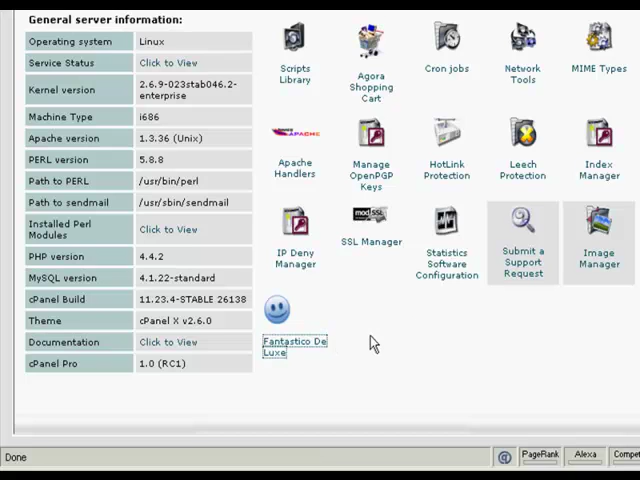 General server information:
Operating system Linux
Service Status Click to View
Kernel version 2.6.9-023stab046.2-
enterprise
Machine Type i686
Apache version 1.3.36 (Unix)
PERL version 5.8.8
Path to PERL /usr/bin/perl
Path to sendmail /usr/sbin/sendmail
Installed Perl
Modules Click to View
PHP version 4.4.2
MySQL version 4.1.22-standard
cPanel Build 11.23.4-STABLE 26138
Theme cPanel X v2.6.0
Documentation Click to View
cPanel Pro 1.0 (RC1)
Scripts
Library
Agora
Shopping
Cart
Cron jobs
Network
Tools
MIME Types
APACHE
Apache
Handlers
Manage
OpenPGP
Keys
HotLink
Protection
Leech
Protection
Index
Manager
IP Deny
Manager
mod SSL
SSL Manager
Statistics
Software
Configuration
Submit a
Support
Request
Image
Manager
Fantastico De
Luxe
Done
@
PageRank
Alexa
Compet